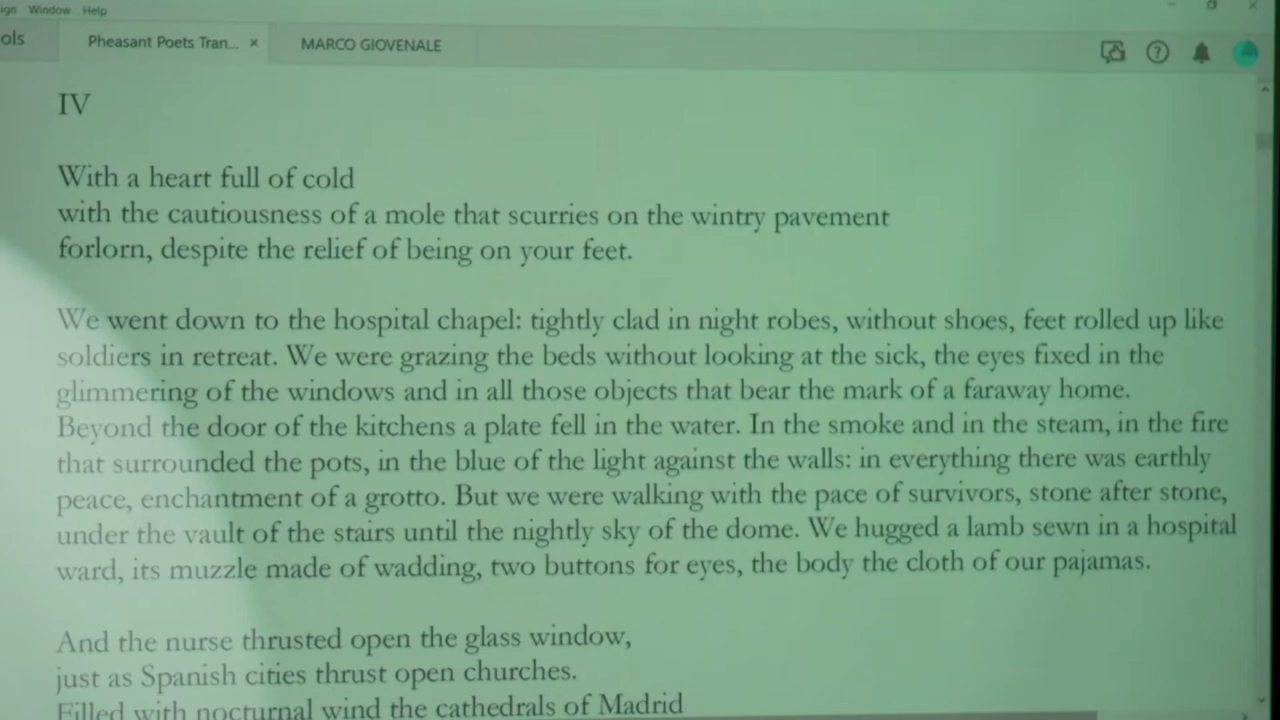 ign Window Help
ols
Pheasant Poets Tran... ×
MARCO GIOVENALE
IV
With a heart full of cold
with the cautiousness of a mole that scurries on the wintry pavement
forlorn, despite the relief of being on your feet.
We went down to the hospital chapel: tightly clad in night robes, without shoes, feet rolled up like
soldiers in retreat. We were grazing the beds without looking at the sick, the eyes fixed in the
glimmering of the windows and in all those objects that bear the mark of a faraway home.
Beyond the door of the kitchens a plate fell in the water. In the smoke and in the steam, in the fire
that surrounded the pots, in the blue of the light against the walls: in everything there was earthly
peace, enchantment of a grotto. But we were walking with the pace of survivors, stone after stone,
under the vault of the stairs until the nightly sky of the dome. We hugged a lamb sewn in a hospital
ward, its muzzle made of wadding, two buttons for eyes, the body the cloth of our pajamas.
And the nurse thrusted open the glass window,
just as Spanish cities thrust open churches.
Filled with nocturnal wind the cathedrals of Madrid